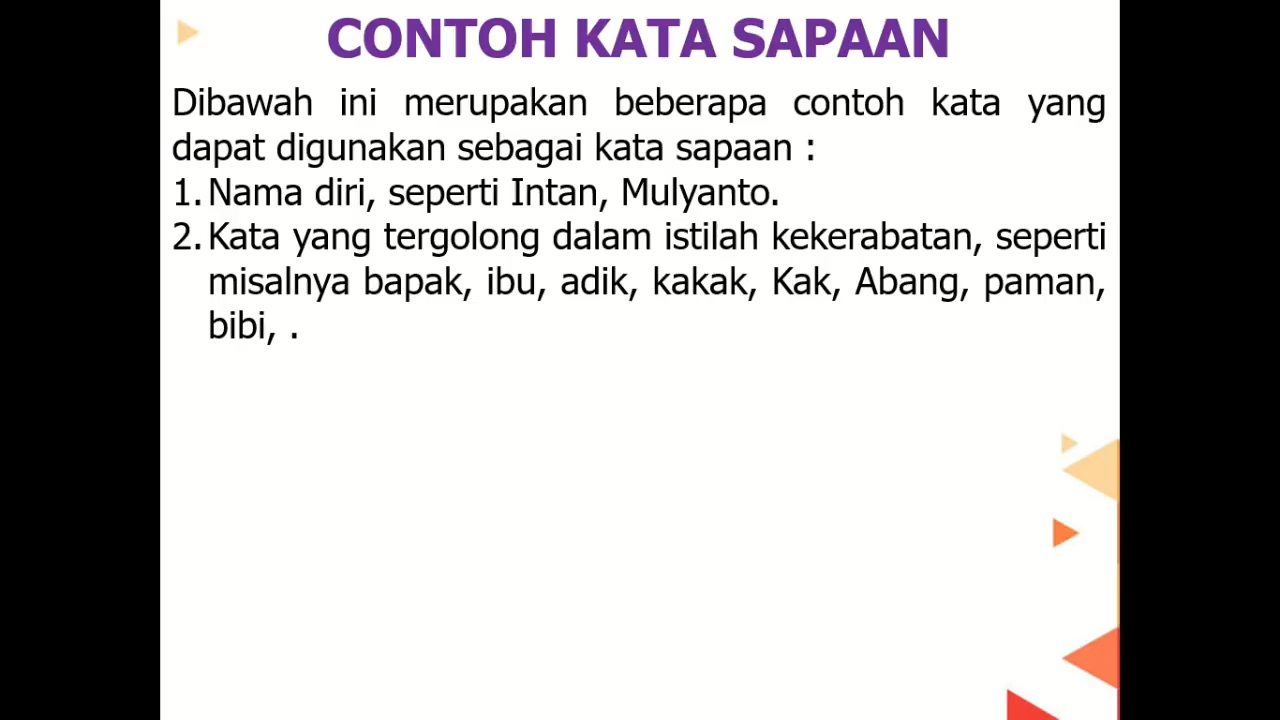 CONTOH KATA SAPAAN
Dibawah ini merupakan beberapa contoh kata yang
dapat digunakan sebagai kata sapaan :
1. Nama diri, seperti Intan, Mulyanto.
2. Kata yang tergolong dalam istilah kekerabatan, seperti
misalnya bapak, ibu, adik, kakak, Kak, Abang, paman,
bibi, .